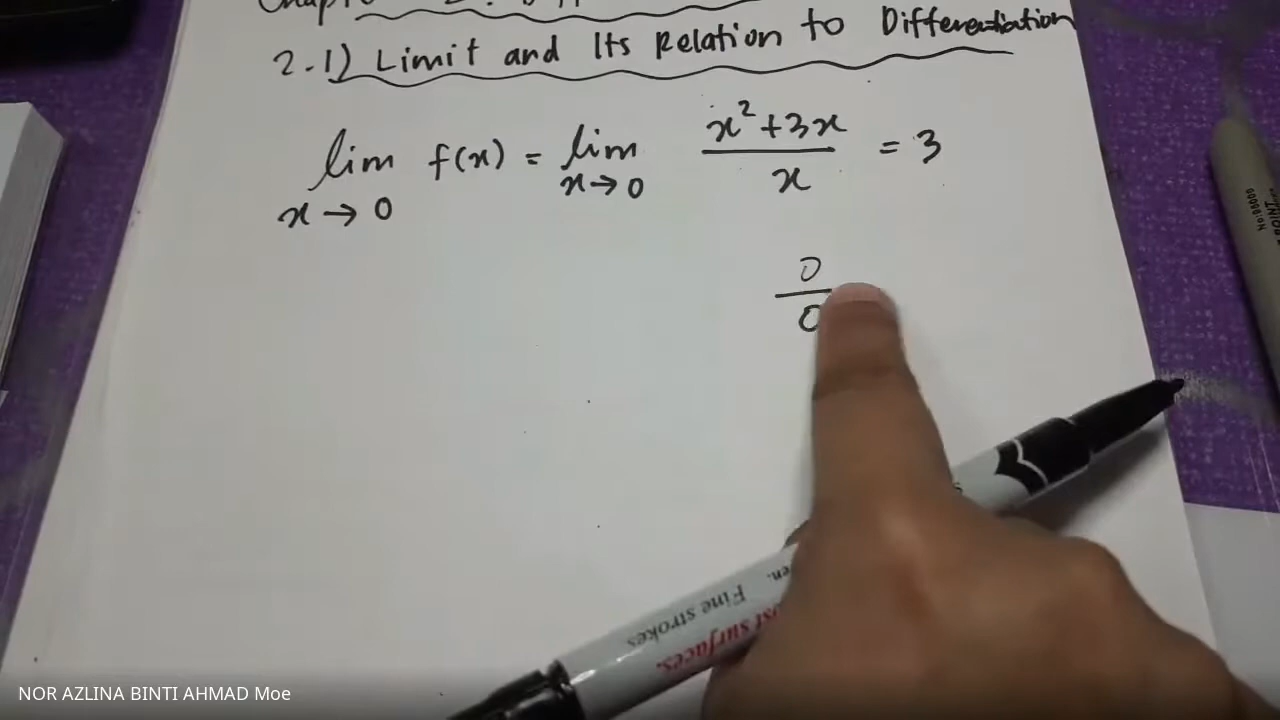 2.1) Limit and Its Relation to Differentiation
lim x→0 f(x) = lim x→0 x²+3x / x = 3
0 / 0
Fine strokes
surfaces.
NOR AZLINA BINTI AHMAD Moe